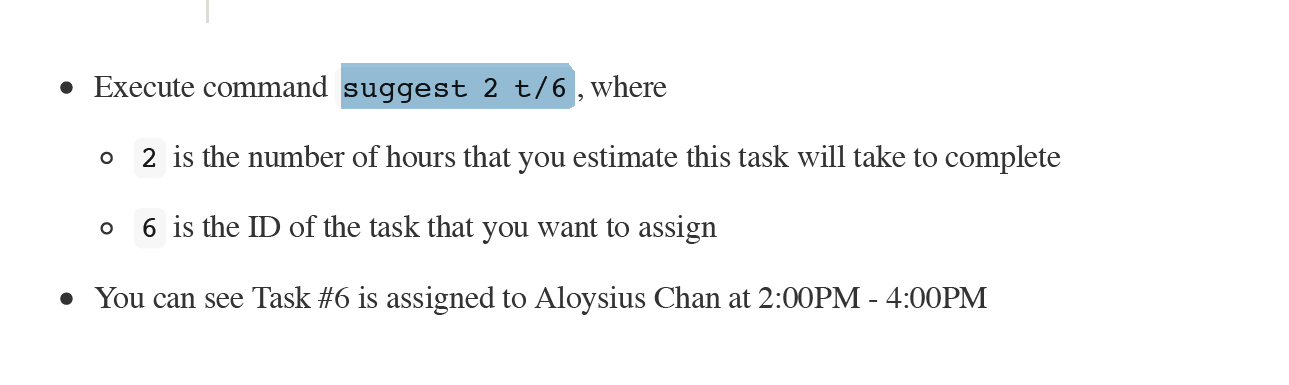 Execute command suggest 2 t/6 , where
2 is the number of hours that you estimate this task will take to complete
6 is the ID of the task that you want to assign
You can see Task #6 is assigned to Aloysius Chan at 2:00PM - 4:00PM